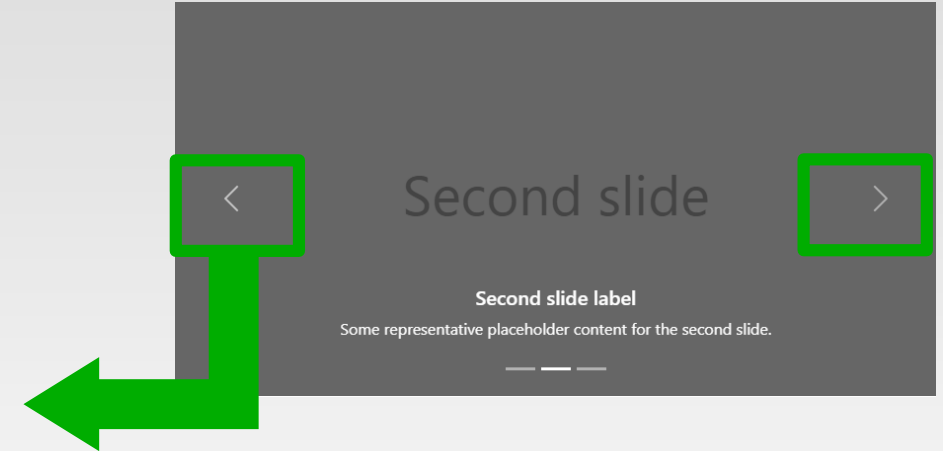 Second slide
Second slide label
Some representative placeholder content for the second slide.